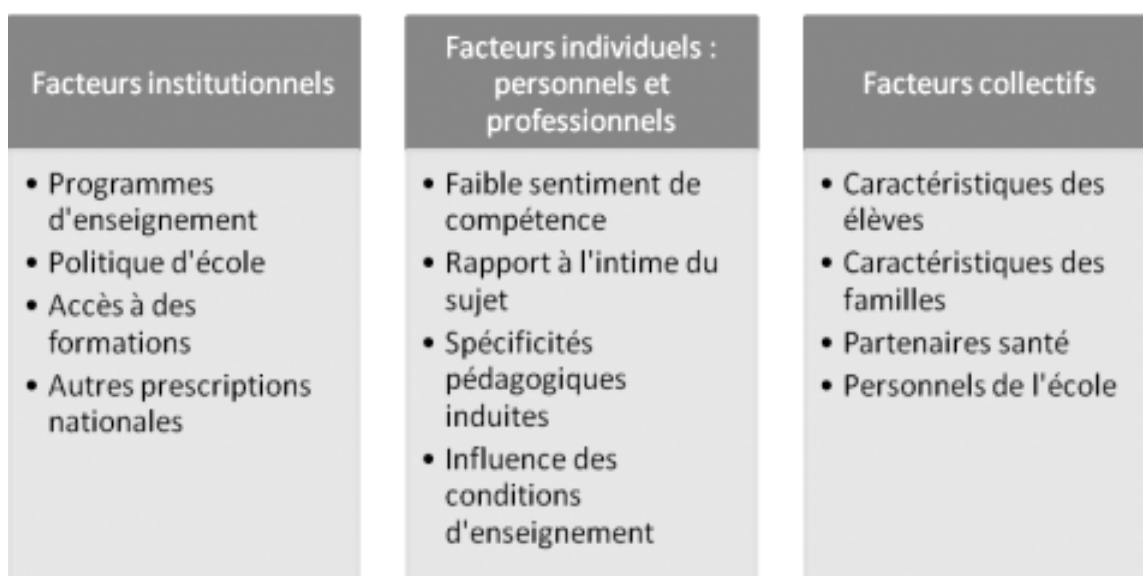 Facteurs institutionnels
• Programmes
d'enseignement
• Politique d'école
• Accès à des
formations
• Autres prescriptions
nationales
Facteurs individuels :
personnels et
professionnels
• Faible sentiment de
compétence
• Rapport à l'intime du
sujet
• Spécificités
pédagogiques
induites
• Influence des
conditions
d'enseignement
Facteurs collectifs
• Caractéristiques des
élèves
• Caractéristiques des
familles
• Partenaires santé
• Personnels de l'école